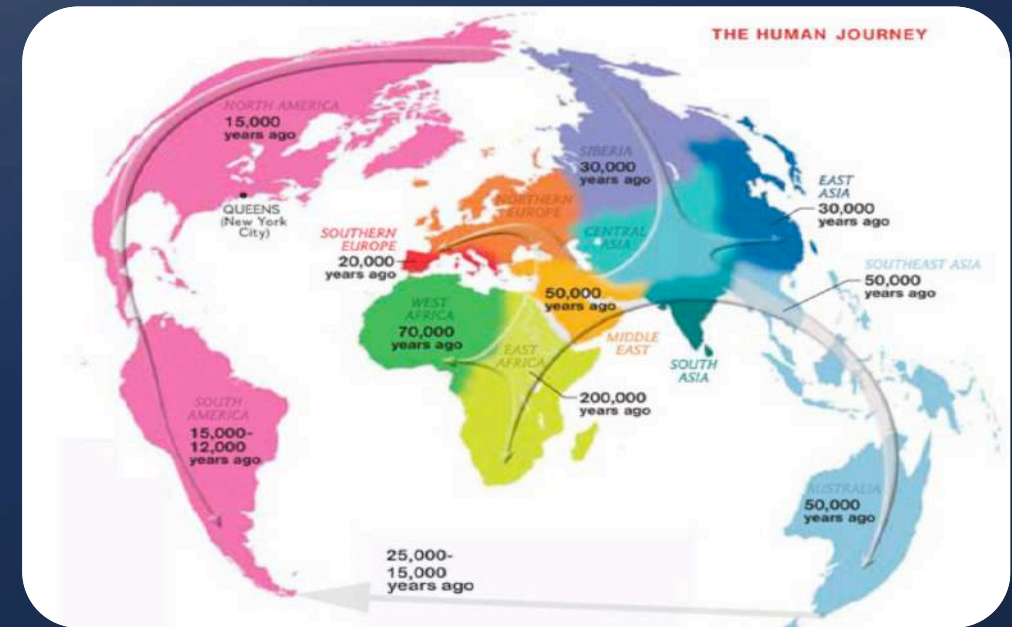 THE HUMAN JOURNEY
NORTH AMERICA
15,000
years ago
QUEENS
(New York
City)
SOUTH
AMERICA
15,000-
12,000
years ago
SOUTHERN
EUROPE
20,000
years ago
NORTHERN
EUROPE
SIBERIA
30,000
years ago
CENTRAL
ASIA
EAST
ASIA
30,000
years ago
SOUTHEAST ASIA
50,000
years ago
WEST
AFRICA
70,000
years ago
50,000
years ago
MIDDLE
EAST
EAST
AFRICA
200,000
years ago
SOUTH
ASIA
AUSTRALIA
50,000
years ago
25,000-
15,000
years ago